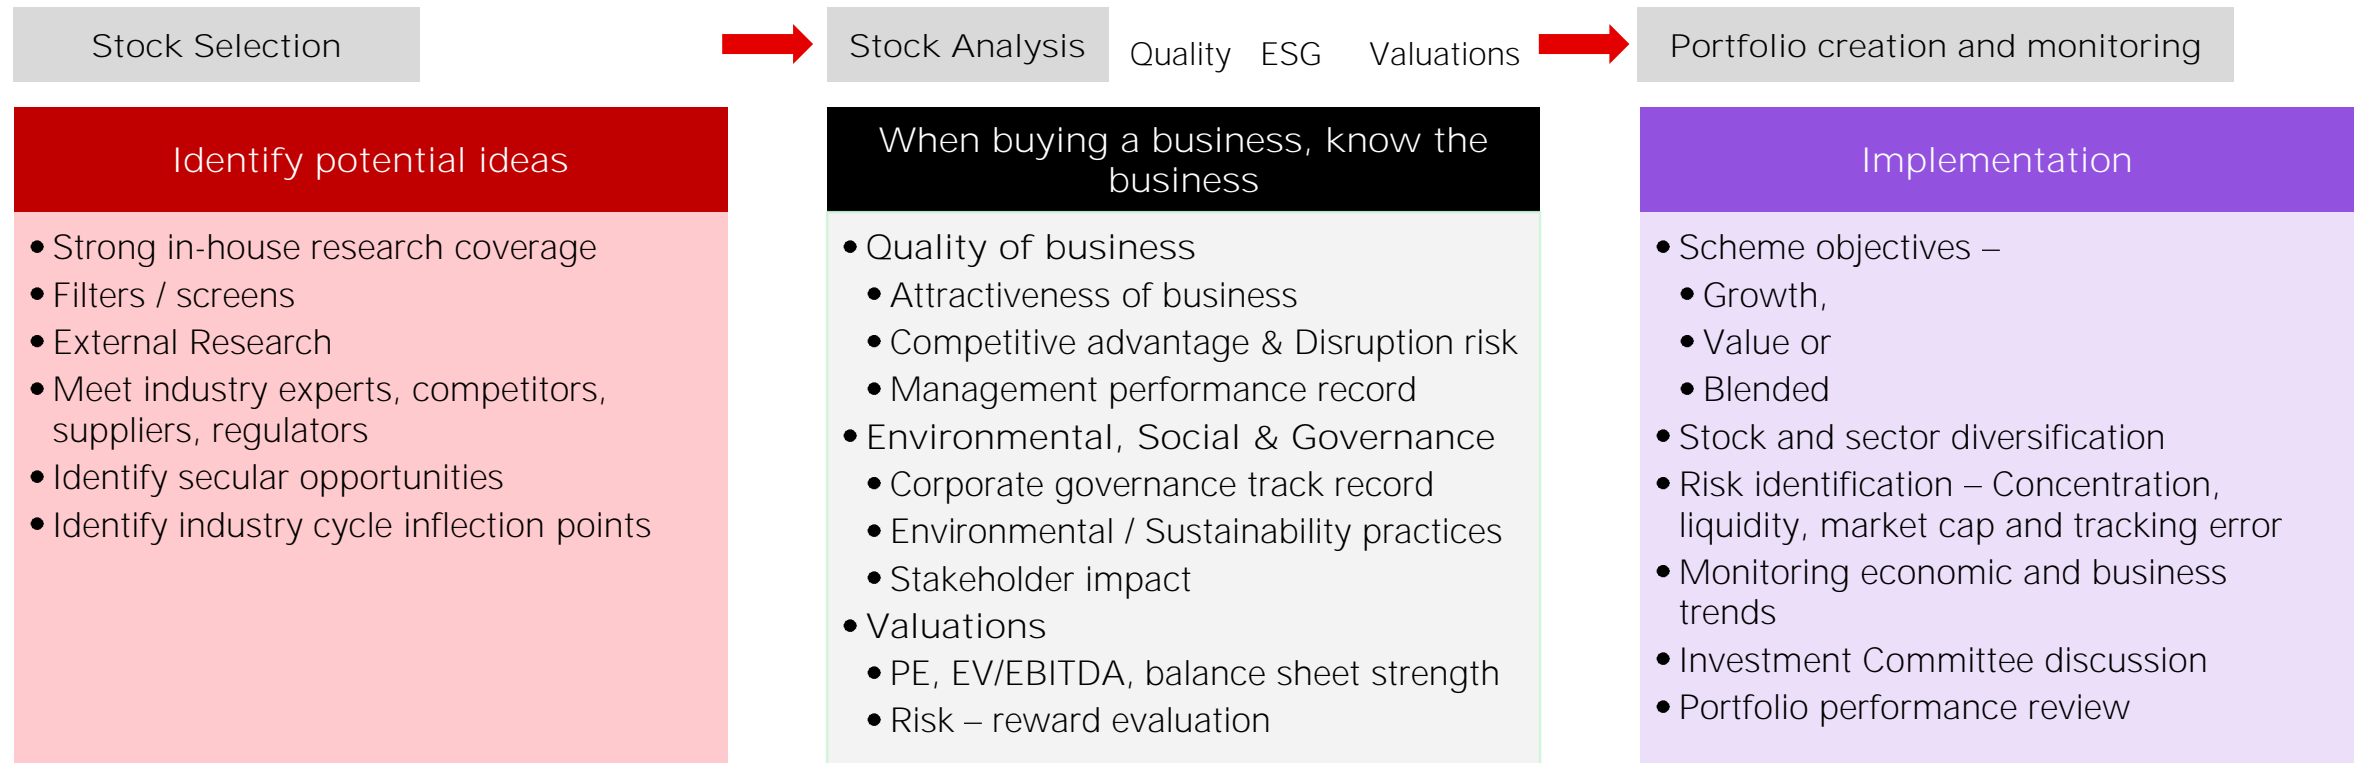 Stock Selection
Stock Analysis
Quality ESG Valuations
Portfolio creation and monitoring
Identify potential ideas
• Strong in-house research coverage
• Filters / screens
• External Research
• Meet industry experts, competitors,
suppliers, regulators
• Identify secular opportunities
• Identify industry cycle inflection points
When buying a business, know the
business
• Quality of business
• Attractiveness of business
• Competitive advantage & Disruption risk
• Management performance record
• Environmental, Social & Governance
• Corporate governance track record
• Environmental / Sustainability practices
• Stakeholder impact
• Valuations
• PE, EV/EBITDA, balance sheet strength
• Risk – reward evaluation
Implementation
• Scheme objectives –
• Growth,
• Value or
• Blended
• Stock and sector diversification
• Risk identification – Concentration,
liquidity, market cap and tracking error
• Monitoring economic and business
trends
• Investment Committee discussion
• Portfolio performance review